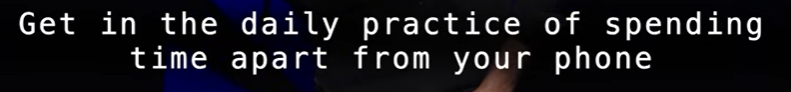 Get in the daily practice of spending
time apart from your phone